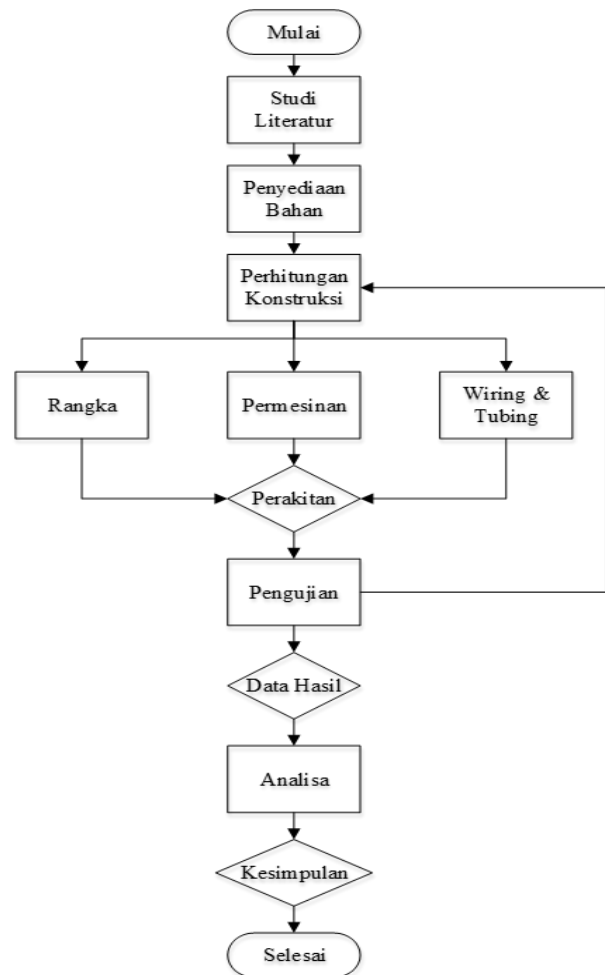 Mulai
Studi
Literatur
Penyediaan
Bahan
Perhitungan
Konstruksi
Rangka
Permesinan
Wiring &
Tubing
Perakitan
Pengujian
Data Hasil
Analisa
Kesimpulan
Selesai